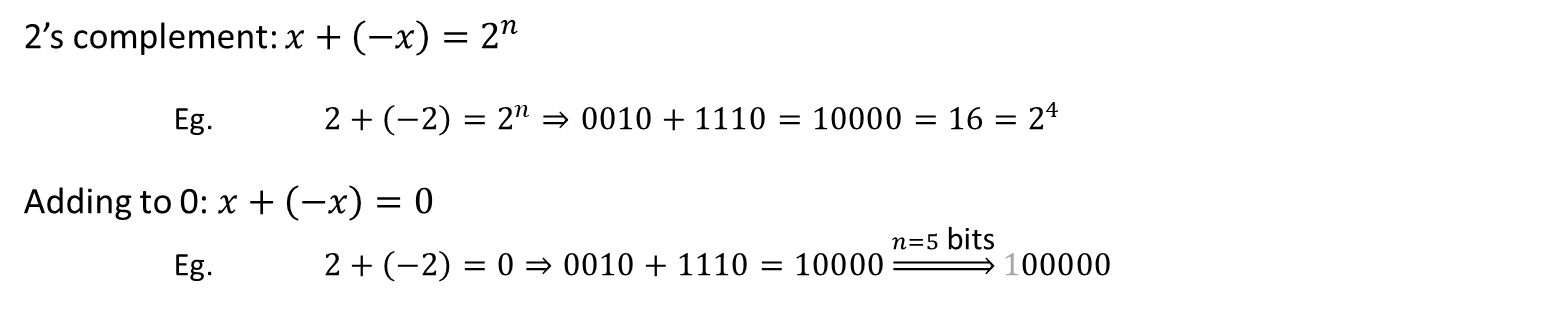 2’s complement: x + (−x) = 2ⁿ
Eg. 2 + (−2) = 2ⁿ ⇒ 0010 + 1110 = 10000 = 16 = 2⁴
Adding to 0: x + (−x) = 0
n=5 bits
Eg. 2 + (−2) = 0 ⇒ 0010 + 1110 = 10000 ⟹ 100000